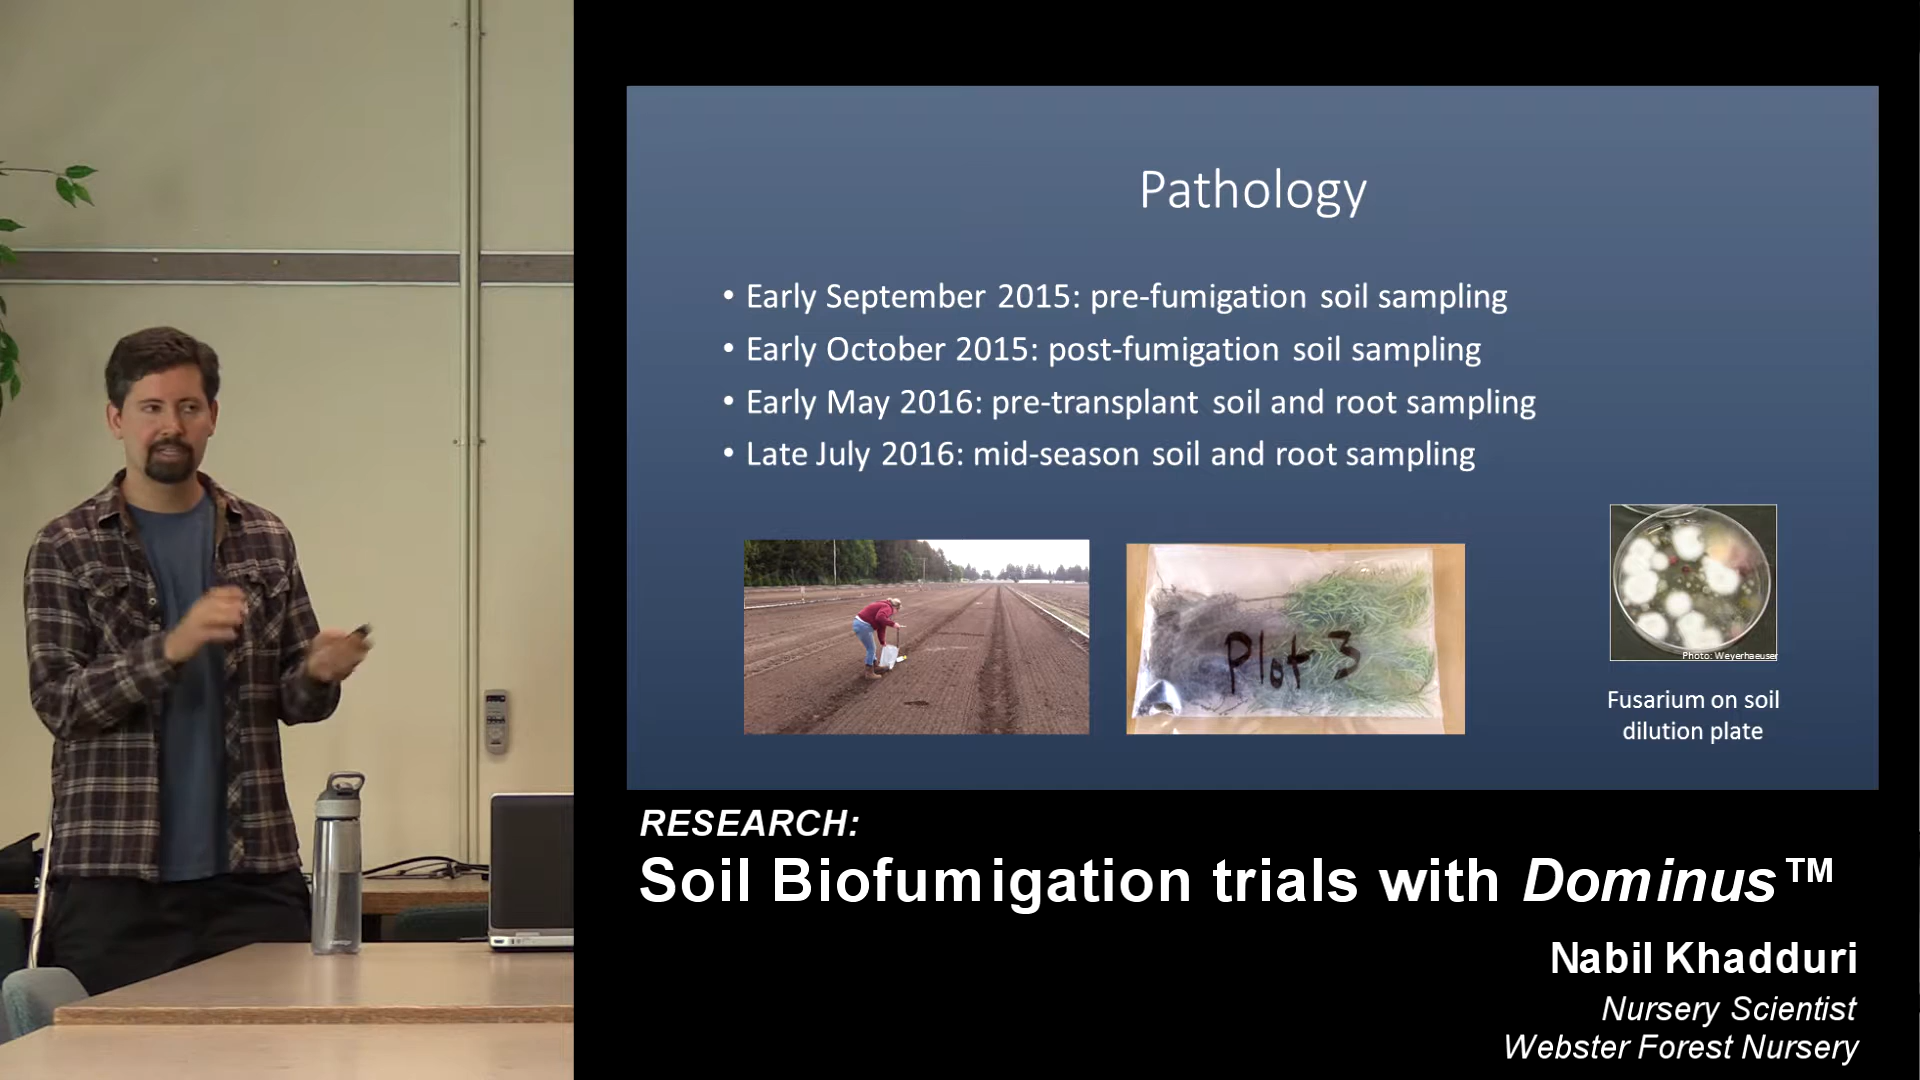 Pathology
• Early September 2015: pre-fumigation soil sampling
• Early October 2015: post-fumigation soil sampling
• Early May 2016: pre-transplant soil and root sampling
• Late July 2016: mid-season soil and root sampling
Plot 3
Photo: Weyerhaeuser
Fusarium on soil
dilution plate
RESEARCH:
Soil Biofumigation trials with Dominus™
Nabil Khadduri
Nursery Scientist
Webster Forest Nursery